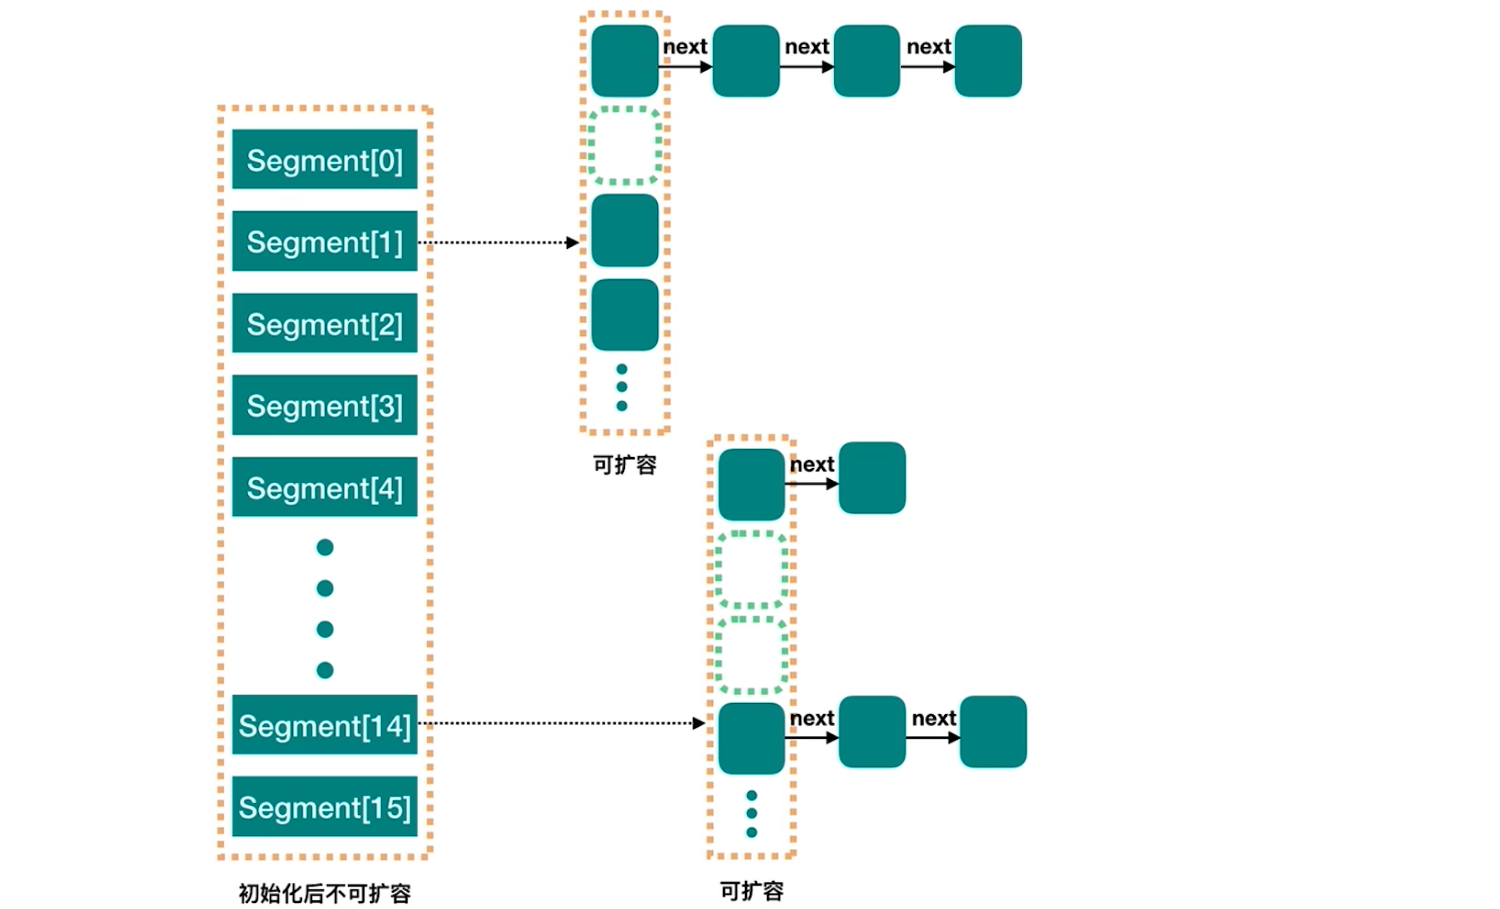 next
next
next
Segment[0]
Segment[1]
Segment[2]
Segment[3]
Segment[4]
Segment[14]
Segment[15]
初始化后不可扩容
可扩容
next
next
next
可扩容